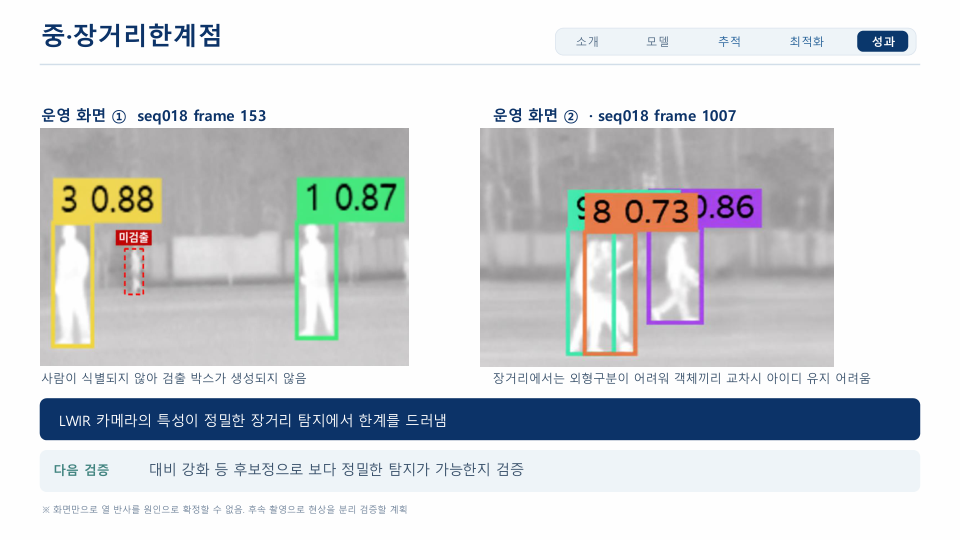 중·장거리한계점
소개 모델 추적 최적화 성과
운영 화면 ① seq018 frame 153
3 0.88
1 0.87
미검출
사람이 식별되지 않아 검출 박스가 생성되지 않음
운영 화면 ② · seq018 frame 1007
9
8 0.73
0.86
장거리에서는 외형구분이 어려워 객체끼리 교차시 아이디 유지 어려움
LWIR 카메라의 특성이 정밀한 장거리 탐지에서 한계를 드러냄
다음 검증 대비 강화 등 후보정으로 보다 정밀한 탐지가 가능한지 검증
※ 화면만으로 열 반사를 원인으로 확정할 수 없음. 후속 촬영으로 현상을 분리 검증할 계획